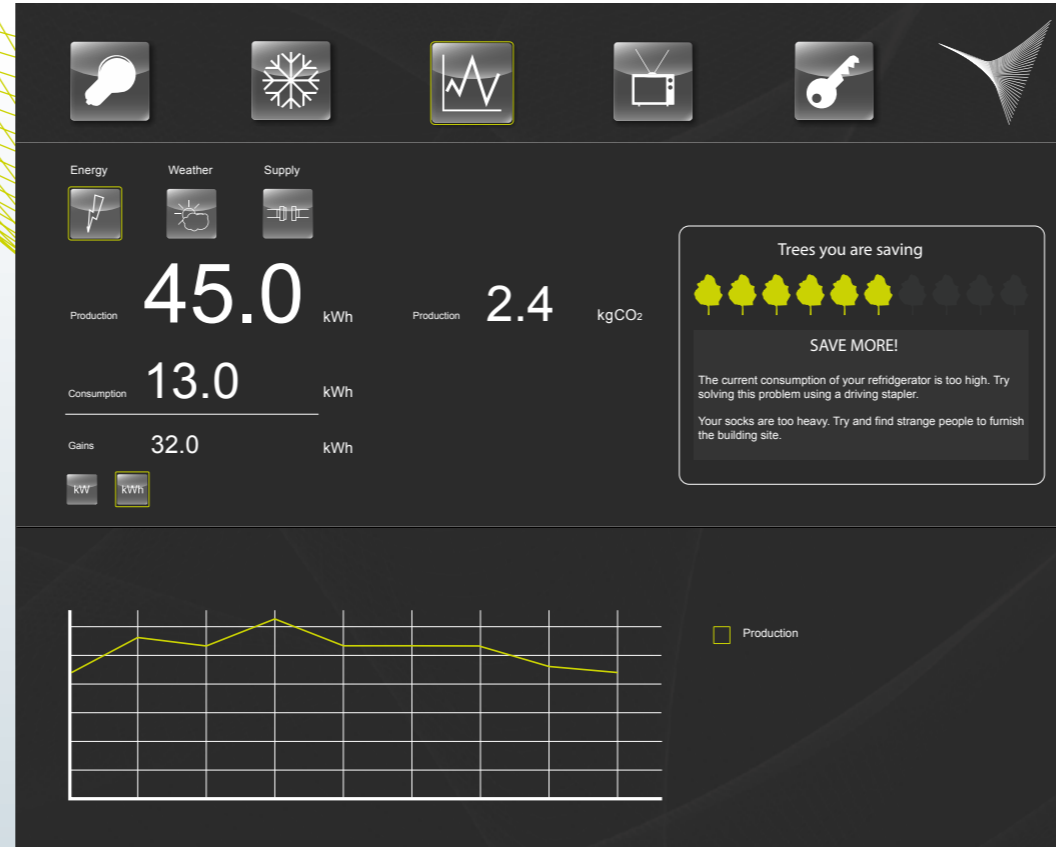 Energy Weather Supply
Production 45.0 kWh Production 2.4 kgCO2
Consumption 13.0 kWh
Gains 32.0 kWh
kW kWh
Trees you are saving
SAVE MORE!
The current consumption of your refridgerator is too high. Try
solving this problem using a driving stapler.
Your socks are too heavy. Try and find strange people to furnish
the building site.
Production